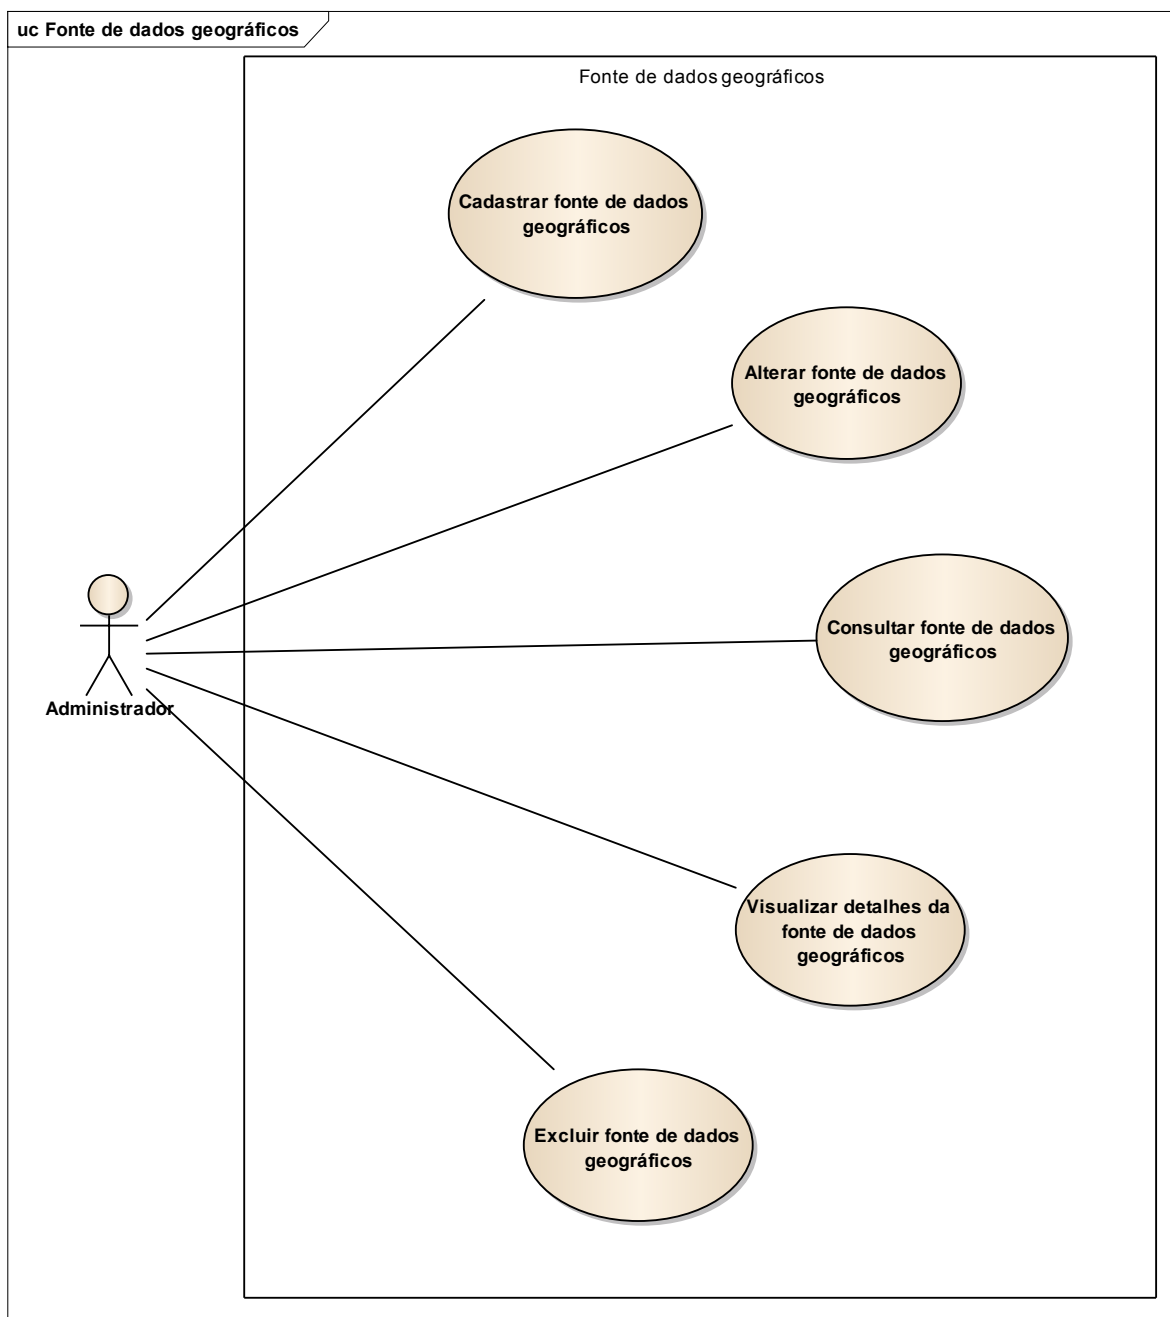 uc Fonte de dados geográficos
Fonte de dados geográficos
Cadastrar fonte de dados
geográficos
Alterar fonte de dados
geográficos
Consultar fonte de dados
geográficos
Administrador
Visualizar detalhes da
fonte de dados
geográficos
Excluir fonte de dados
geográficos